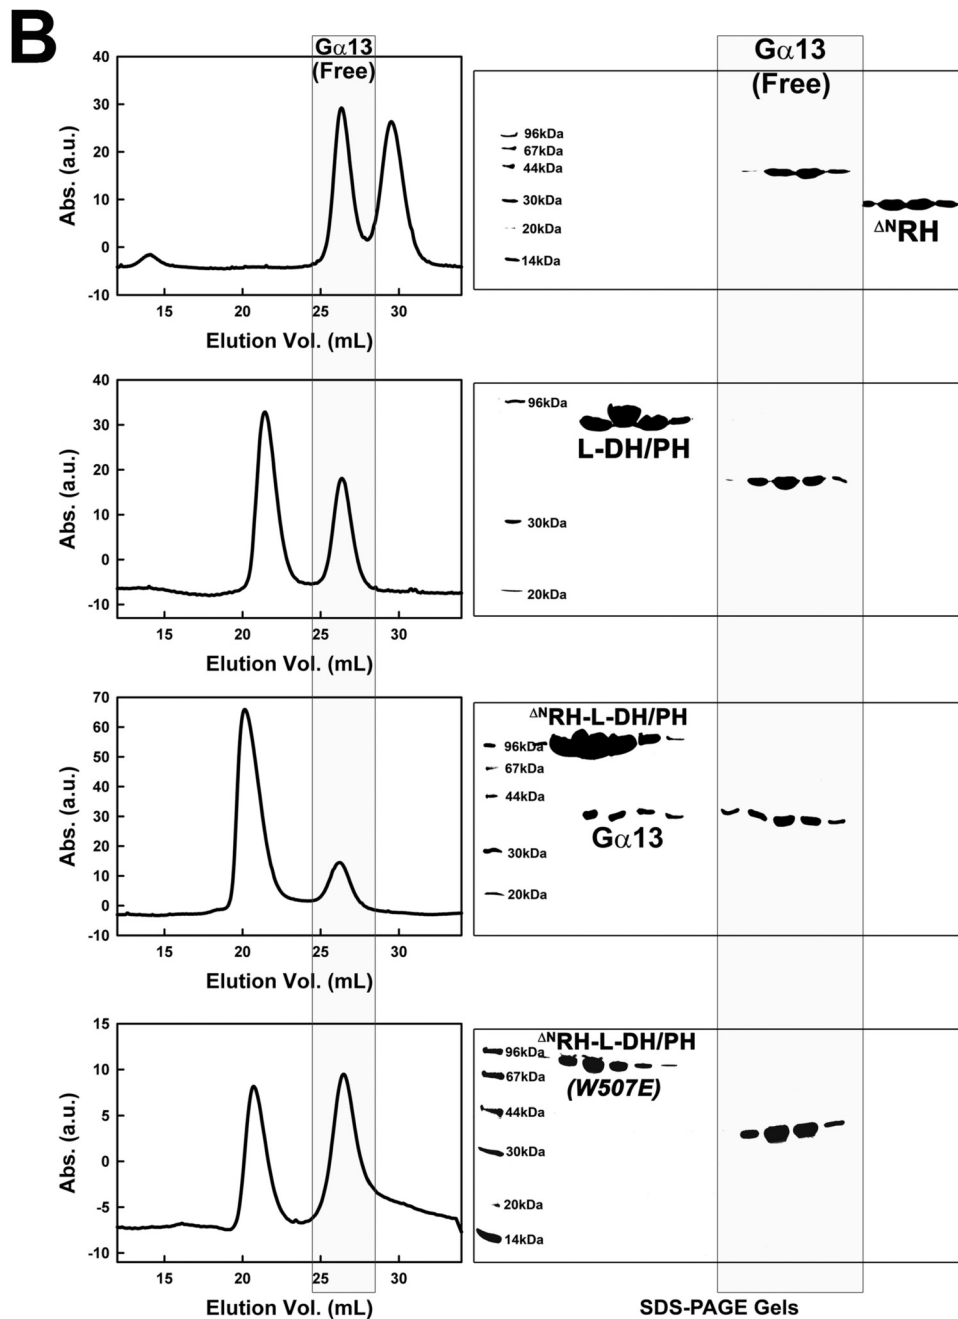 B
Gα13
(Free)
40
30
20
10
0
-10
Abs. (a.u.)
15 20 25 30
Elution Vol. (mL)
Gα13
(Free)
96kDa
67kDa
44kDa
30kDa
20kDa
14kDa
ΔNRH
40
30
20
10
0
-10
Abs. (a.u.)
15 20 25 30
Elution Vol. (mL)
96kDa
L-DH/PH
30kDa
20kDa
70
60
50
40
30
20
10
0
-10
Abs. (a.u.)
15 20 25 30
Elution Vol. (mL)
ΔNRH-L-DH/PH
96kDa
67kDa
44kDa
Gα13
30kDa
20kDa
15
10
5
0
-5
-10
Abs. (a.u.)
15 20 25 30
Elution Vol. (mL)
ΔNRH-L-DH/PH
96kDa
(W507E)
67kDa
44kDa
30kDa
20kDa
14kDa
SDS-PAGE Gels